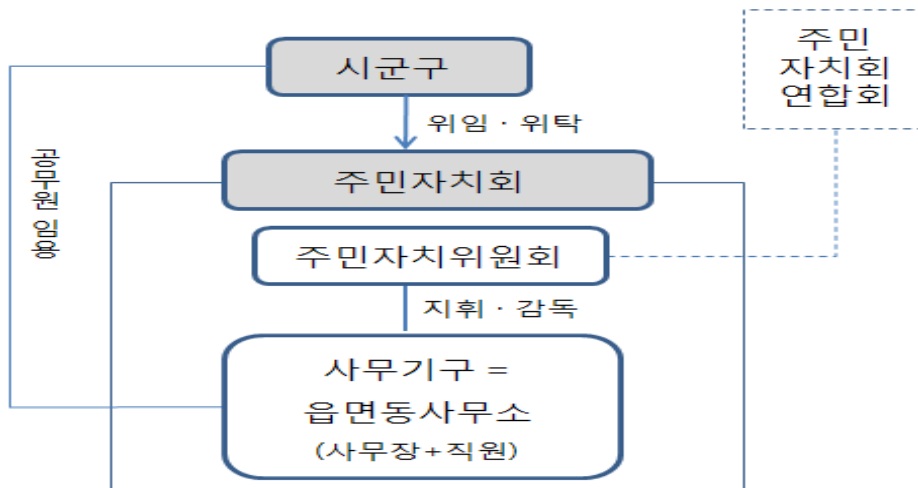 주민
자치회
연합회
시군구
위임 · 위탁
공무원 임용
주민자치회
주민자치위원회
지휘 · 감독
사무기구 =
읍면동사무소
(사무장+직원)